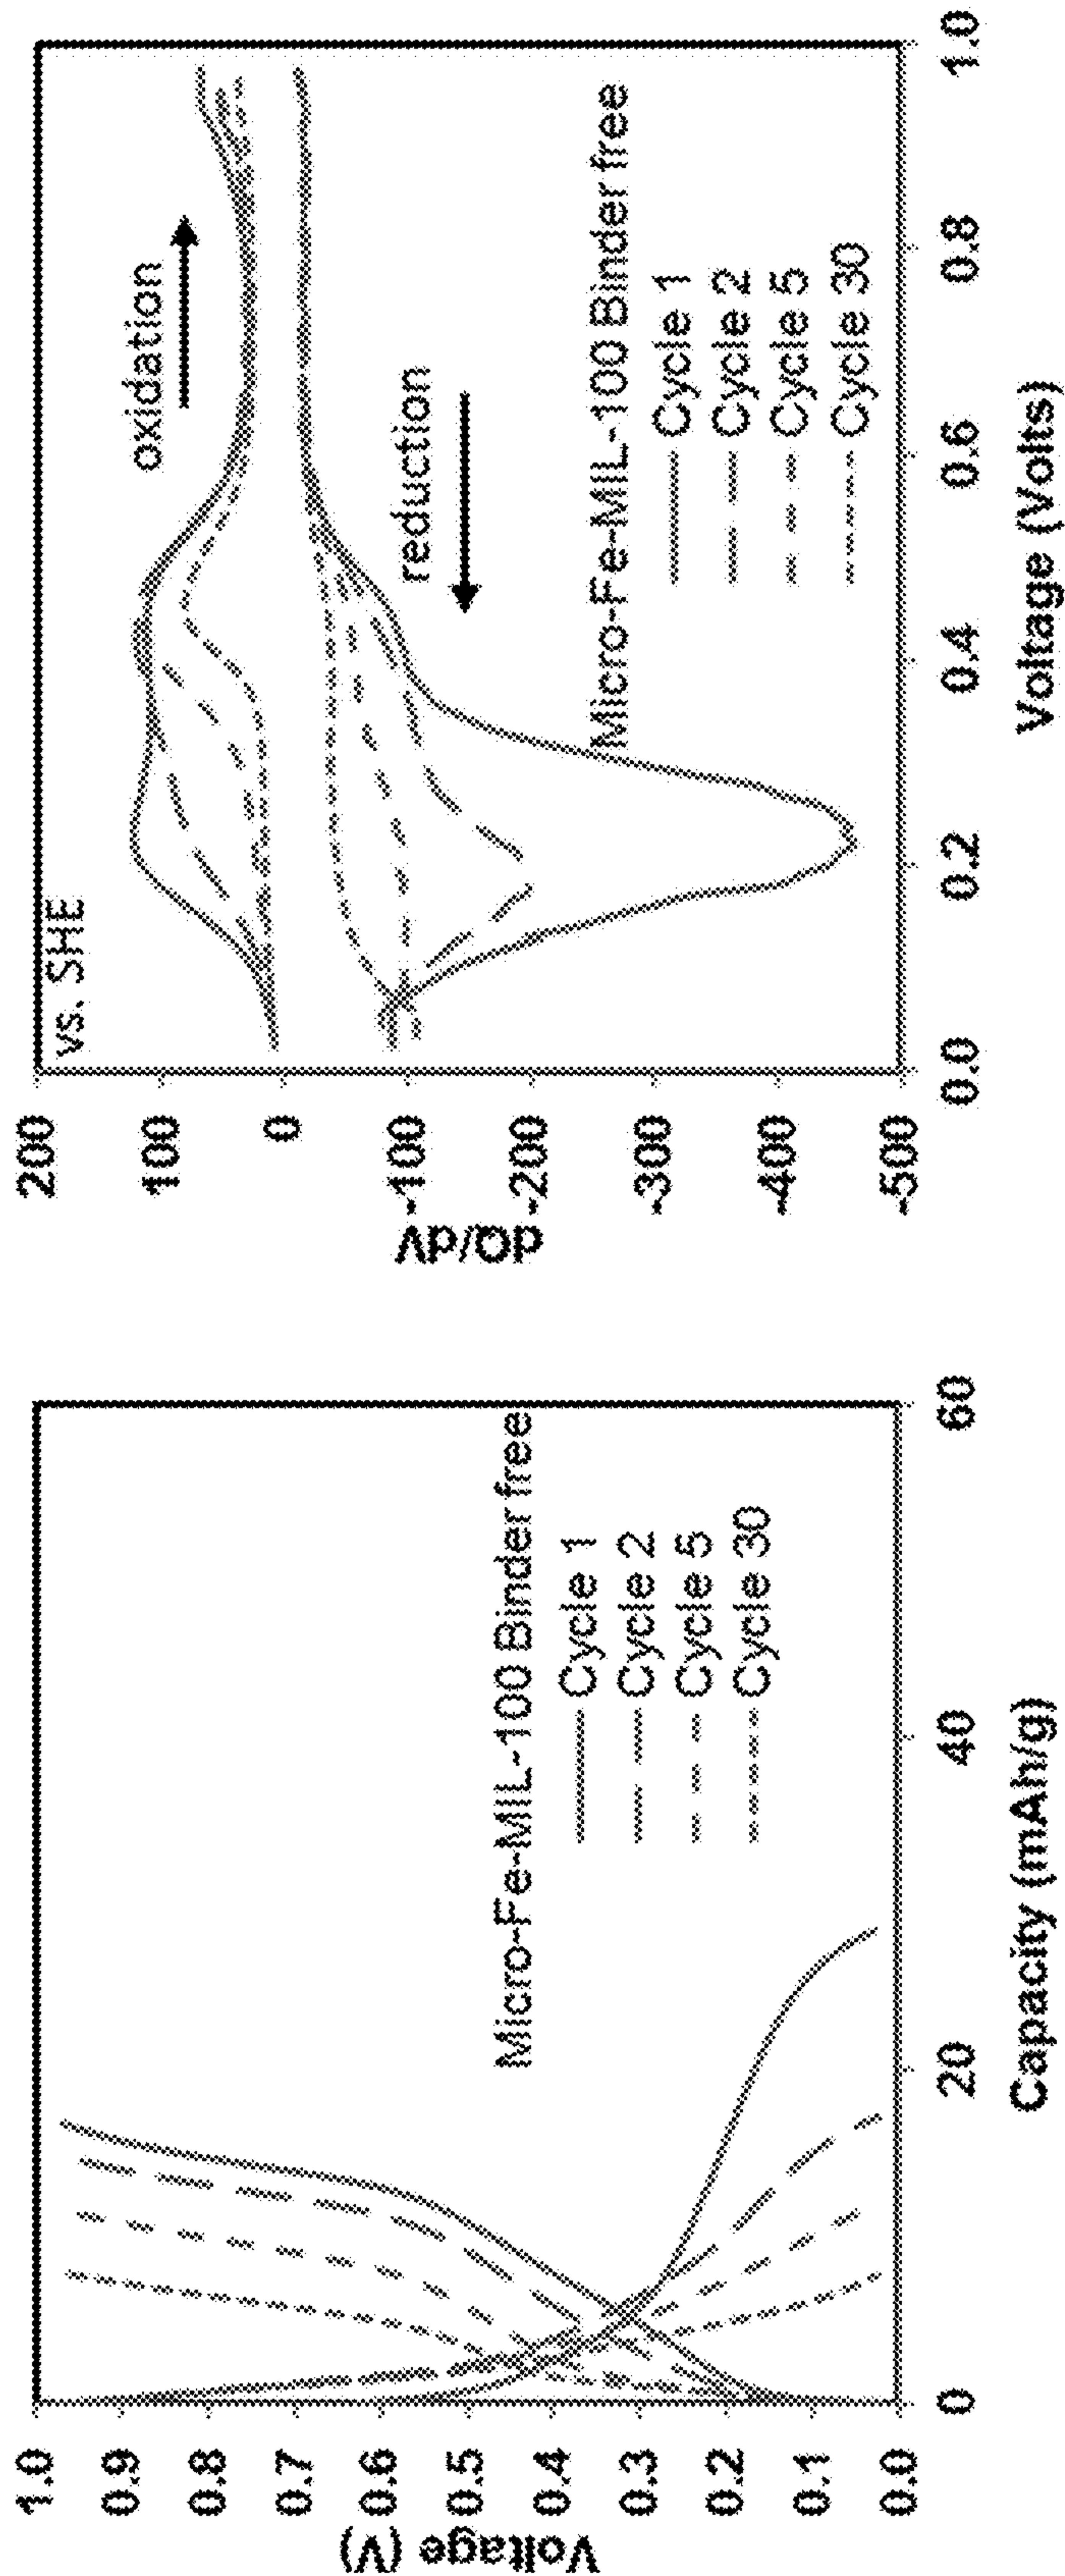 Voltage (V)
1.0
0.9
0.8
0.7
0.6
0.5
0.4
0.3
0.2
0.1
0.0
Micro-Fe-MIL-100 Binder free
Cycle 1
Cycle 2
Cycle 5
Cycle 30
0
20
40
60
Capacity (mAh/g)
dQ/dV
200
100
0
-100
-200
-300
-400
-500
vs. SHE
oxidation
reduction
Micro-Fe-MIL-100 Binder free
Cycle 1
Cycle 2
Cycle 5
Cycle 30
0.0
0.2
0.4
0.6
0.8
1.0
Voltage (Volts)